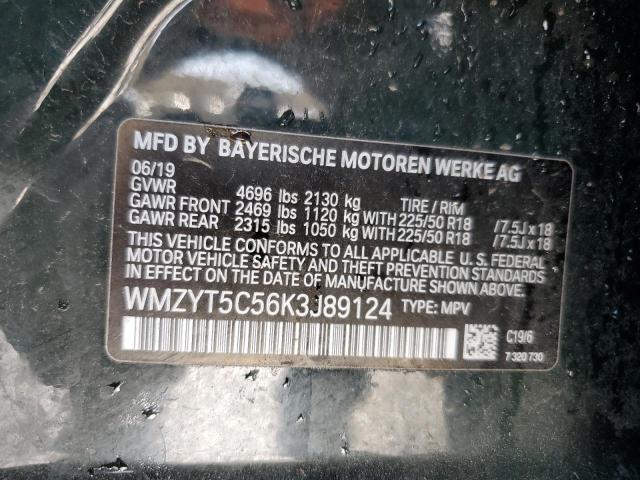 MFD BY BAYERISCHE MOTOREN WERKE AG
06/19
GVWR 4696 lbs 2130 kg TIRE / RIM
GAWR FRONT 2469 lbs 1120 kg WITH 225/50 R18 /7.5J x 18
GAWR REAR 2315 lbs 1050 kg WITH 225/50 R18 /7.5J x 18
THIS VEHICLE CONFORMS TO ALL APPLICABLE U. S. FEDERAL
MOTOR VEHICLE SAFETY AND THEFT PREVENTION STANDARDS
IN EFFECT ON THE DATE OF MANUFACTURE SHOWN ABOVE.
WMZYT5C56K3J89124 TYPE: MPV
C19/6
7 320 730